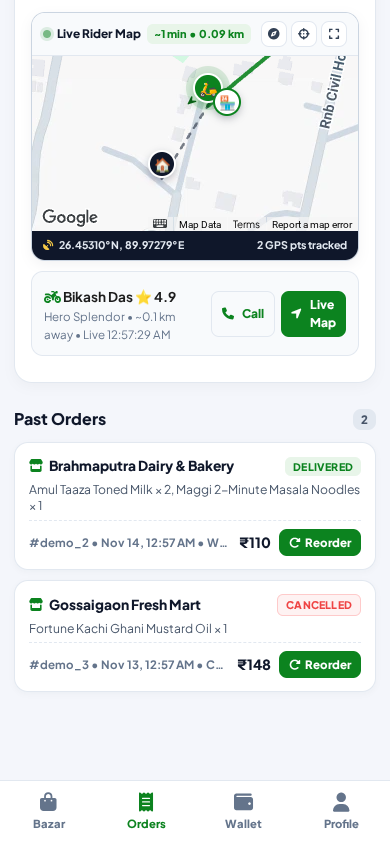 Live Rider Map
~1 min • 0.09 km
Rnb Civil Ho
Google
Map Data
Terms
Report a map error
26.45310°N, 89.97279°E
2 GPS pts tracked
Bikash Das ⭐ 4.9
Hero Splendor • ~0.1 km
away • Live 12:57:29 AM
Call
Live
Map
Past Orders
2
Brahmaputra Dairy & Bakery
DELIVERED
Amul Taaza Toned Milk × 2, Maggi 2-Minute Masala Noodles
× 1
#demo_2 • Nov 14, 12:57 AM • W...
₹110
Reorder
Gossaigaon Fresh Mart
CANCELLED
Fortune Kachi Ghani Mustard Oil × 1
#demo_3 • Nov 13, 12:57 AM • C...
₹148
Reorder
Bazar
Orders
Wallet
Profile